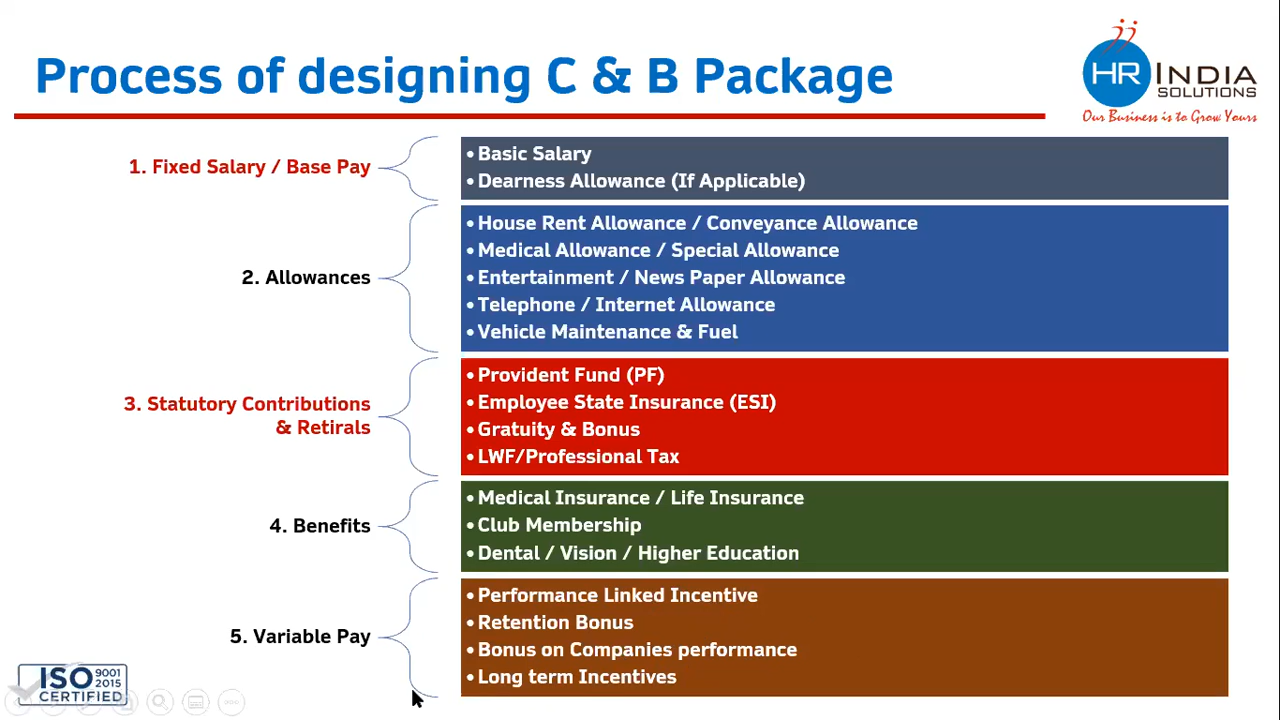 Process of designing C & B Package
HR INDIA
SOLUTIONS
Our Business is to Grow Yours
1. Fixed Salary / Base Pay
• Basic Salary
• Dearness Allowance (If Applicable)
2. Allowances
• House Rent Allowance / Conveyance Allowance
• Medical Allowance / Special Allowance
• Entertainment / News Paper Allowance
• Telephone / Internet Allowance
• Vehicle Maintenance & Fuel
3. Statutory Contributions
& Retirals
• Provident Fund (PF)
• Employee State Insurance (ESI)
• Gratuity & Bonus
• LWF/Professional Tax
4. Benefits
• Medical Insurance / Life Insurance
• Club Membership
• Dental / Vision / Higher Education
5. Variable Pay
• Performance Linked Incentive
• Retention Bonus
• Bonus on Companies performance
• Long term Incentives
ISO 9001
2015
CERTIFIED